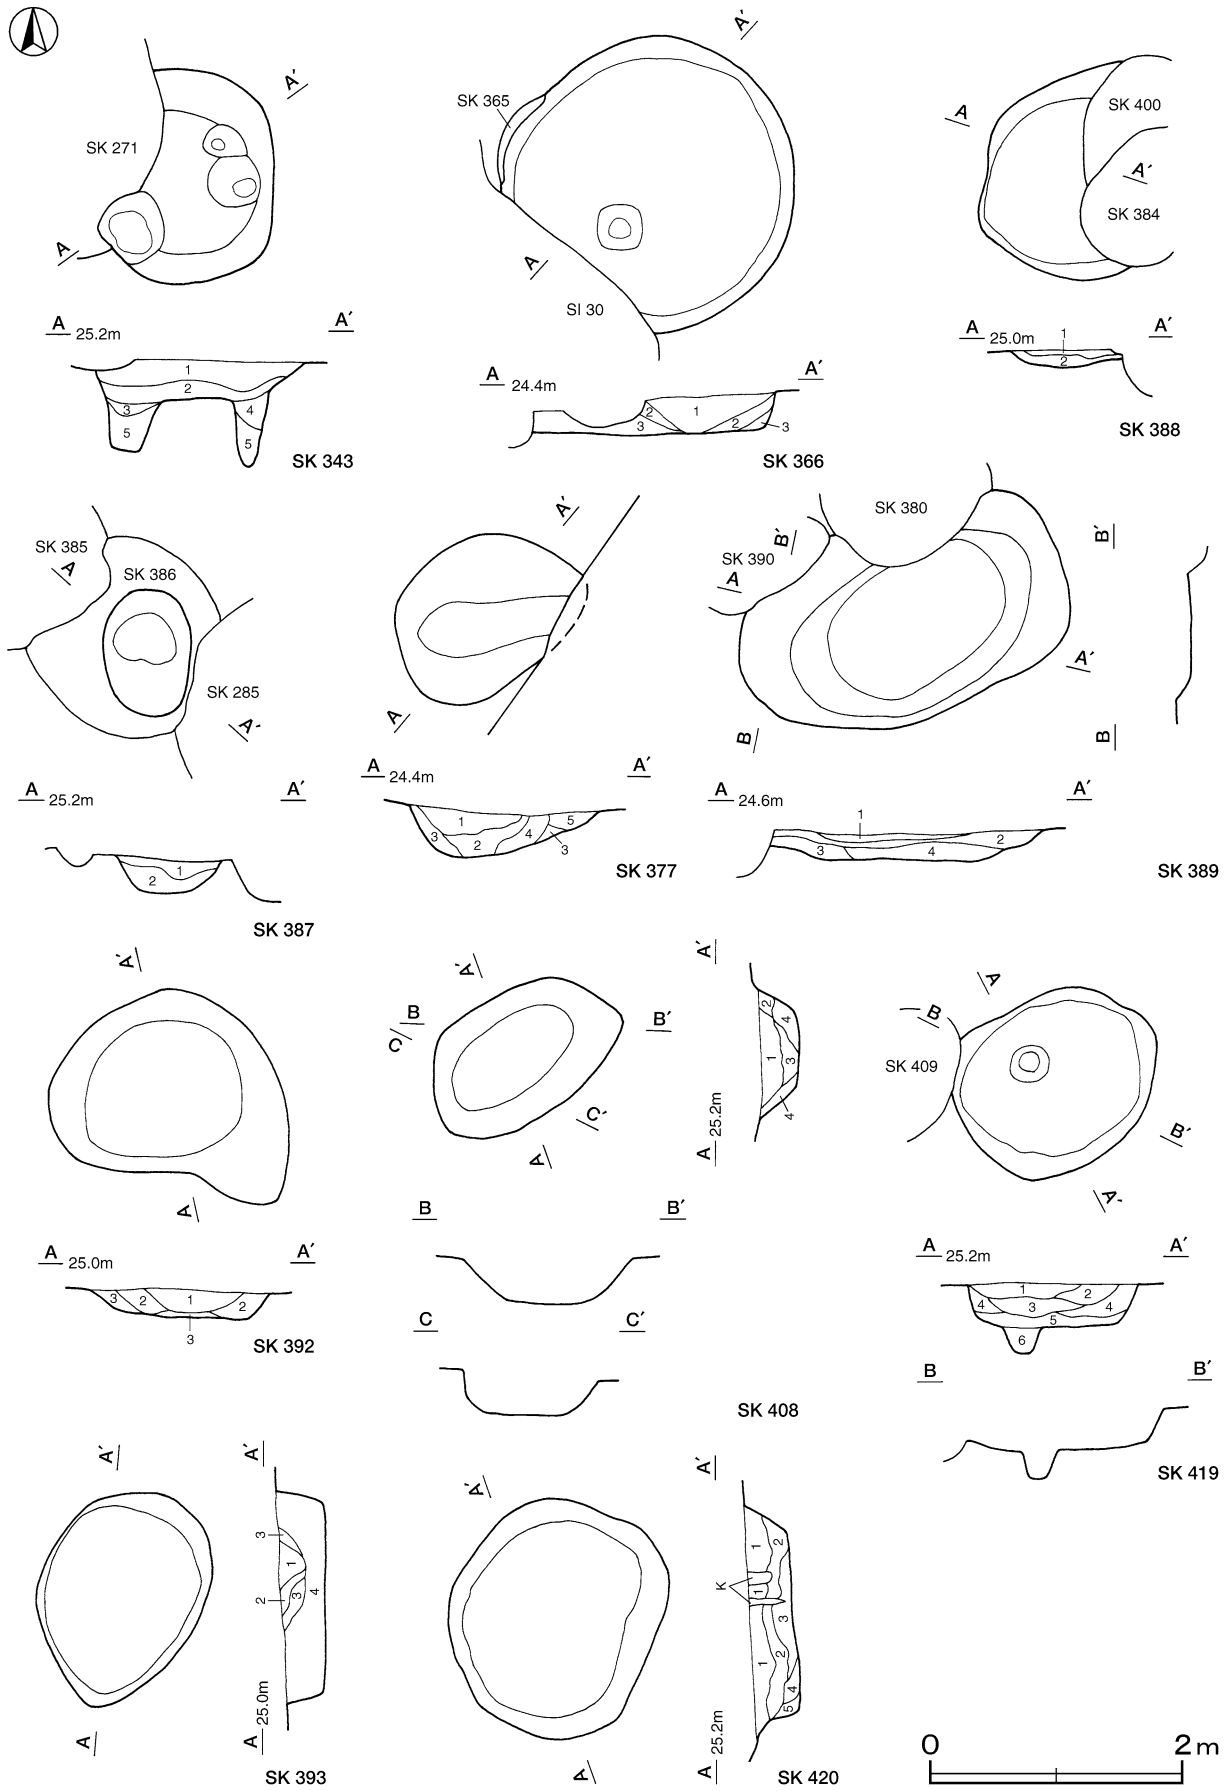 A'
SK 271
A
A 25.2m A'
1
2
3
4
5
5
SK 343
A'
SK 365
A
SI 30
A 24.4m A'
2
1
3
2
3
SK 366
SK 400
A
A'
SK 384
A 25.0m A'
1
2
SK 388
SK 385
A
SK 386
SK 285
A'
A 25.2m A'
1
2
SK 387
A'
A
A 24.4m A'
1
5
3
4
2
3
SK 377
SK 380
B'
SK 390
A
A'
B
B'
B
A 24.6m A'
1
2
3
4
SK 389
A'
A
A 25.0m A'
3
2
1
2
3
SK 392
A'
B
C
B'
C'
A
A'
2
4
1
3
4
A 25.2m
B B'
C C'
SK 408
A
B
SK 409
B'
A'
A 25.2m A'
1
2
4
3
4
5
6
B B'
SK 419
A'
A
A'
3
1
3
4
2
A 25.0m
SK 393
A'
A
A'
1
2
K
1
3
2
1
4
5
A 25.2m
SK 420
0 2m